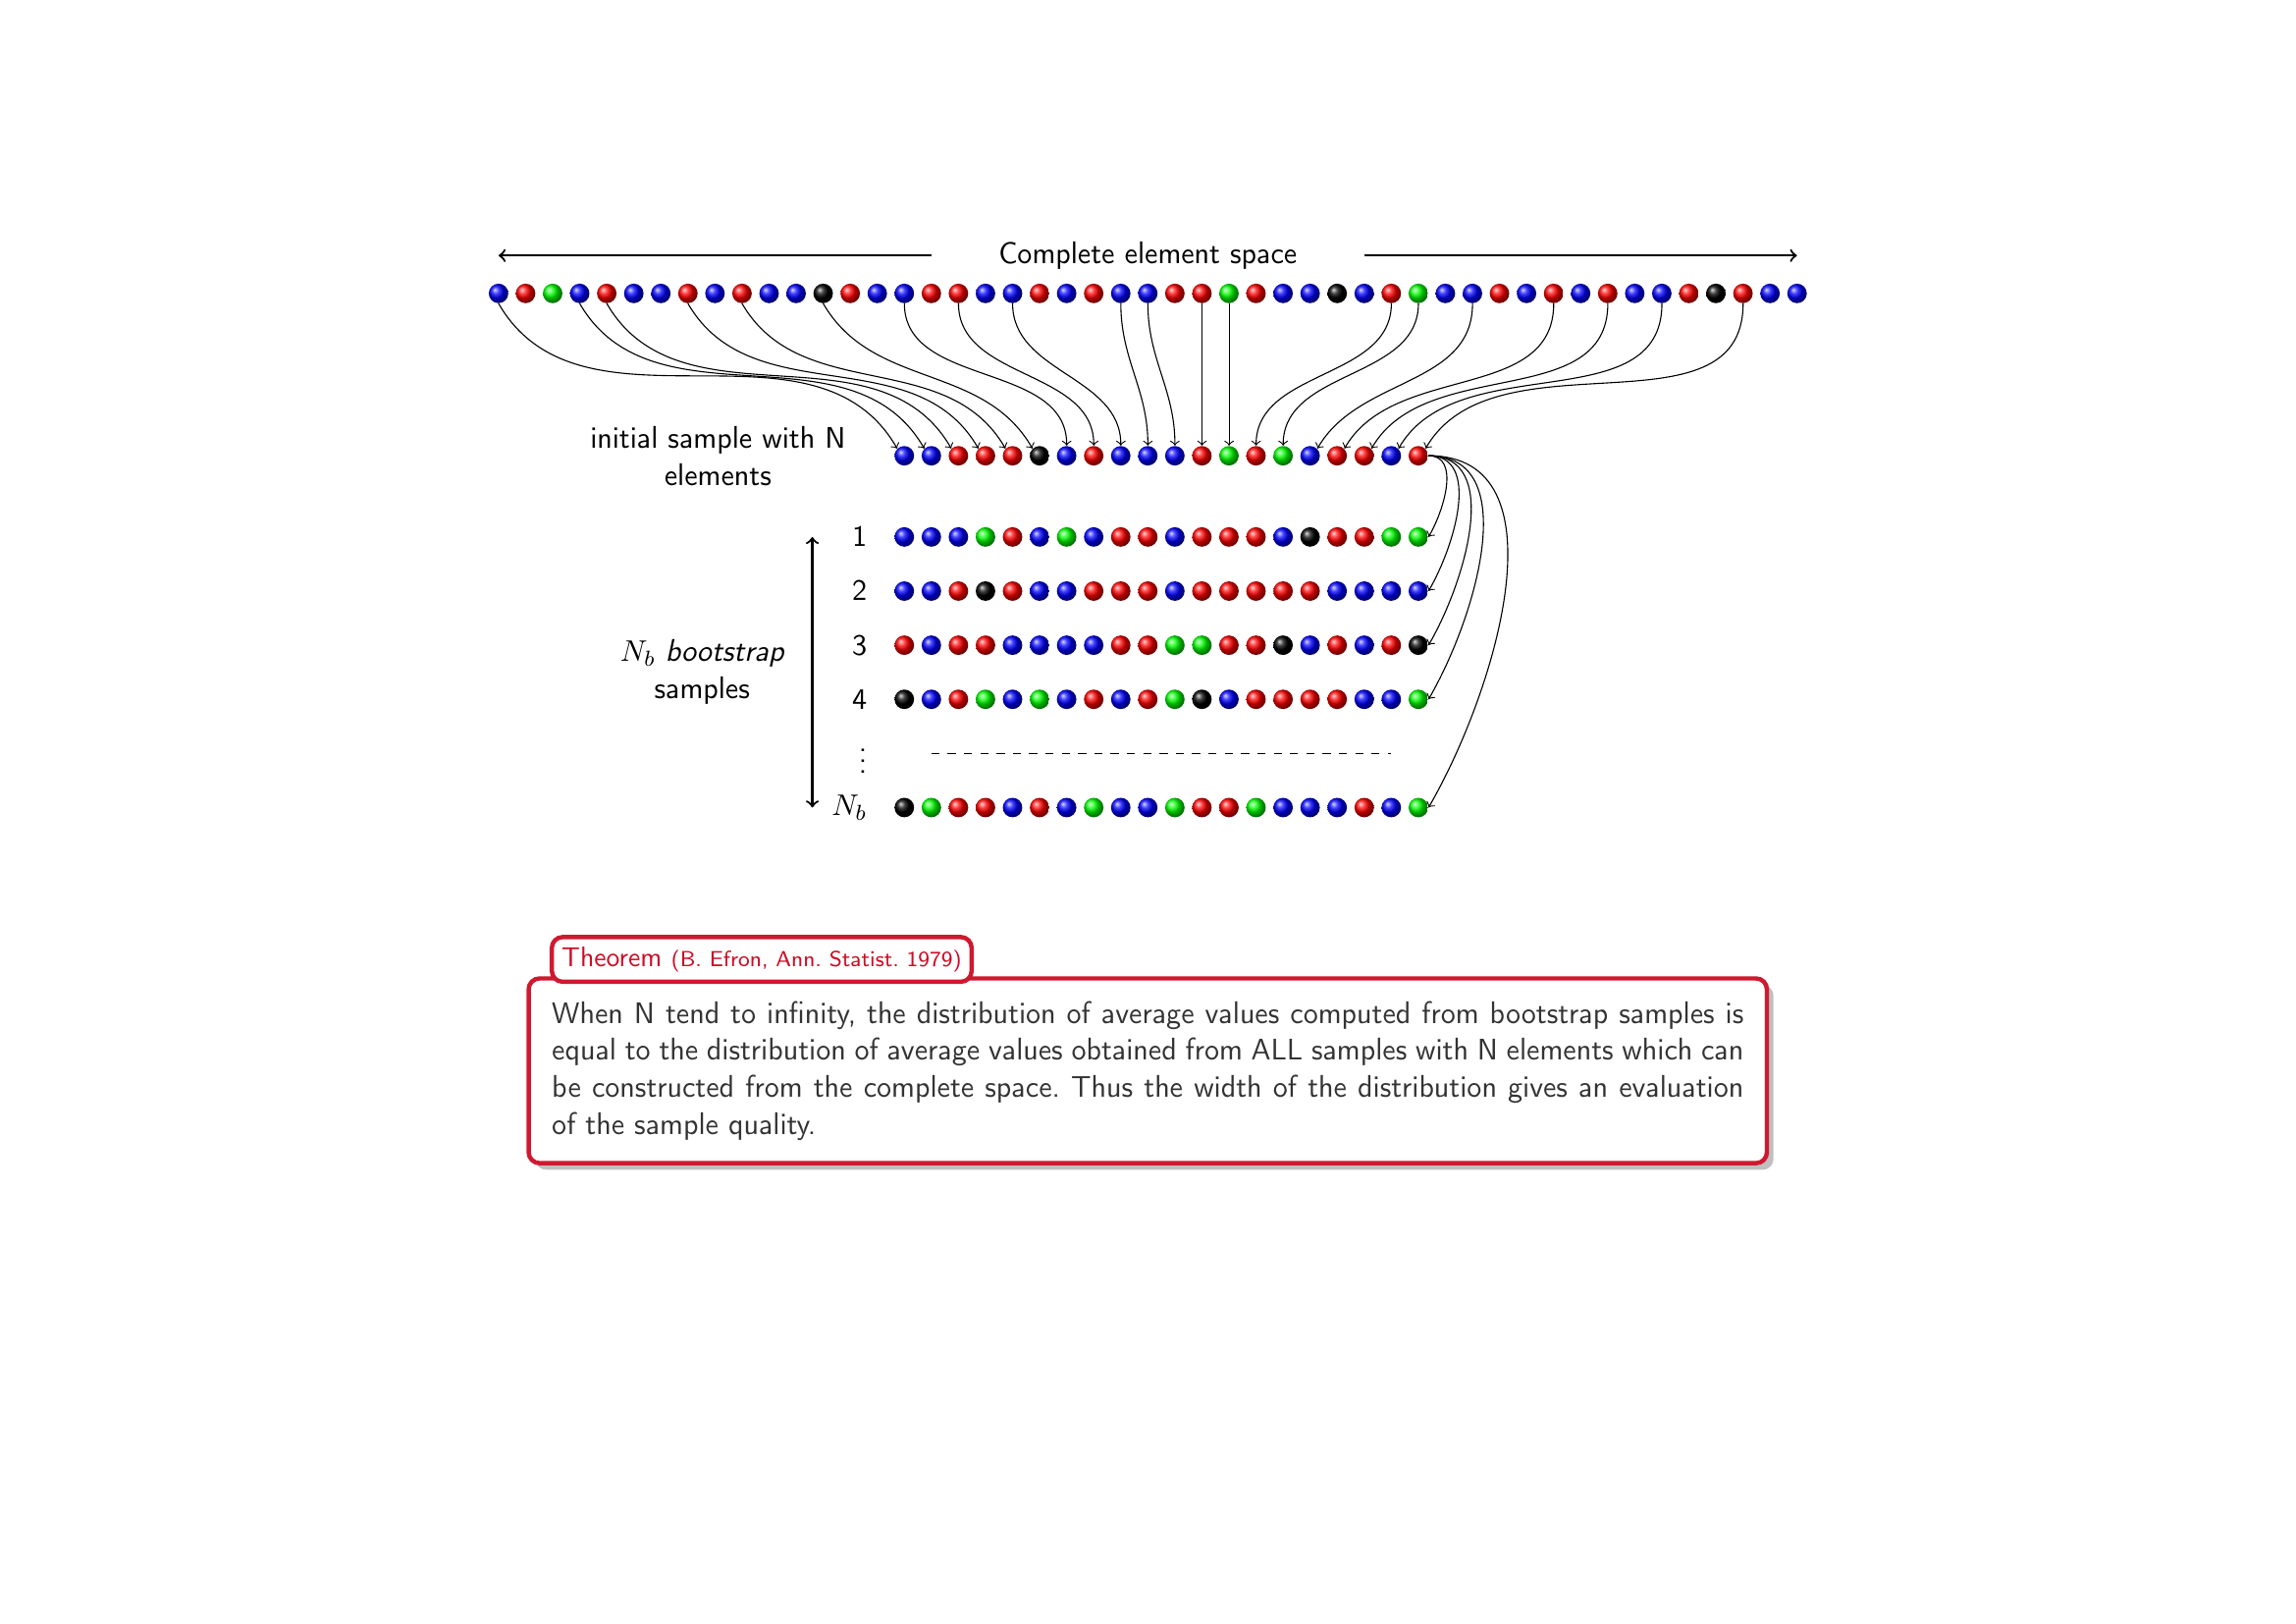 Complete element space
initial sample with N
elements
1
2
N_b bootstrap
samples
3
4
⋮
N_b
Theorem (B. Efron, Ann. Statist. 1979)
When N tend to infinity, the distribution of average values computed from bootstrap samples is
equal to the distribution of average values obtained from ALL samples with N elements which can
be constructed from the complete space. Thus the width of the distribution gives an evaluation
of the sample quality.